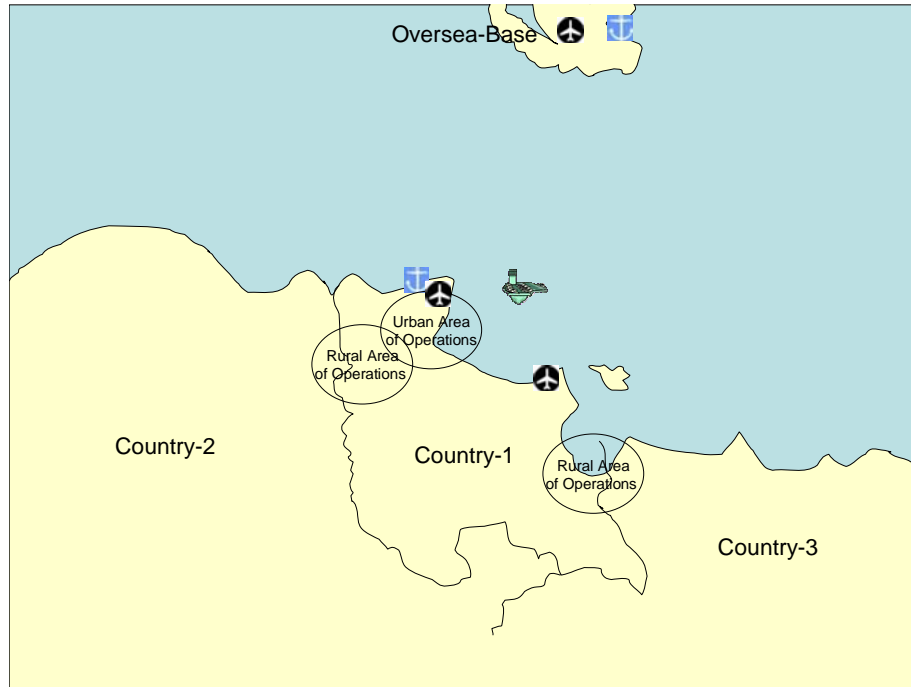 Oversea-Base
Urban Area
of Operations
Rural Area
of Operations
Country-2
Country-1
Rural Area
of Operations
Country-3